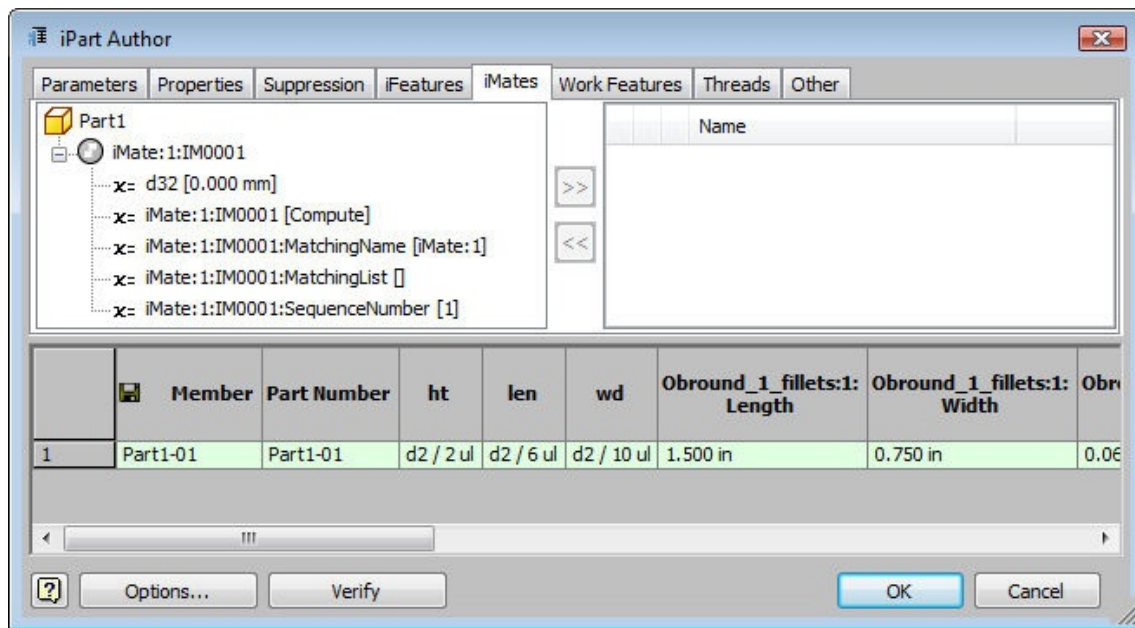 iPart Author
Parameters Properties Suppression iFeatures iMates Work Features Threads Other
Part1
iMate:1:IM0001
x= d32 [0.000 mm]
x= iMate:1:IM0001 [Compute]
x= iMate:1:IM0001:MatchingName [iMate:1]
x= iMate:1:IM0001:MatchingList []
x= iMate:1:IM0001:SequenceNumber [1]
>>
<<
Name
Member Part Number ht len wd Obround_1_fillets:1: Length Obround_1_fillets:1: Width Obr
1 Part1-01 Part1-01 d2 / 2 ul d2 / 6 ul d2 / 10 ul 1.500 in 0.750 in 0.06
?
Options... Verify OK Cancel